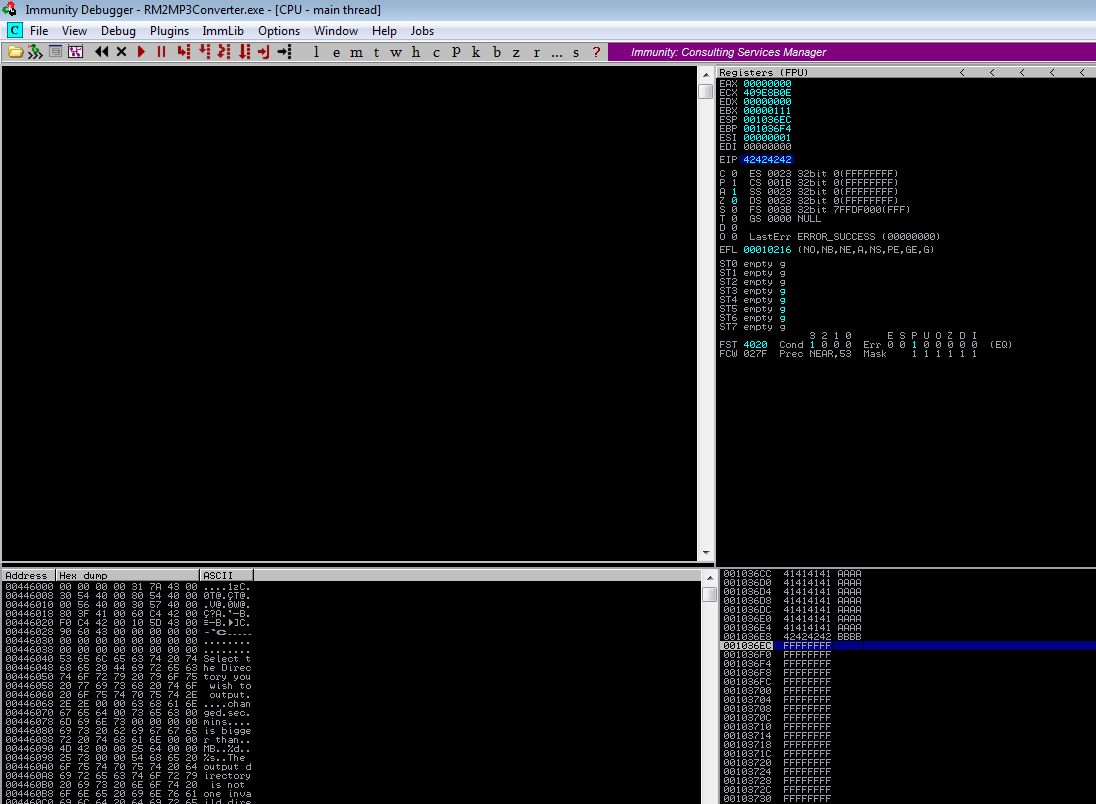 Immunity Debugger - RM2MP3Converter.exe - [CPU - main thread]
C File View Debug Plugins ImmLib Options Window Help Jobs
l e m t w h c P k b z r ... s ? Immunity: Consulting Services Manager
Registers (FPU) < < < < <
EAX 00000000
ECX 409E8B0E
EDX 00000000
EBX 00000111
ESP 001036EC
EBP 001036F4
ESI 00000001
EDI 00000000
EIP 42424242
C 0 ES 0023 32bit 0(FFFFFFFF)
P 1 CS 001B 32bit 0(FFFFFFFF)
A 1 SS 0023 32bit 0(FFFFFFFF)
Z 0 DS 0023 32bit 0(FFFFFFFF)
S 0 FS 003B 32bit 7FFDF000(FFF)
T 0 GS 0000 NULL
D 0
O 0 LastErr ERROR_SUCCESS (00000000)
EFL 00010216 (NO,NB,NE,A,NS,PE,GE,G)
ST0 empty g
ST1 empty g
ST2 empty g
ST3 empty g
ST4 empty g
ST5 empty g
ST6 empty g
ST7 empty g
3 2 1 0 E S P U O Z D I
FST 4020 Cond 1 0 0 0 Err 0 0 1 0 0 0 0 0 (EQ)
FCW 027F Prec NEAR,53 Mask 1 1 1 1 1 1
Address Hex dump ASCII
00446000 00 00 00 00 31 7A 43 00 ....1zC.
00446008 30 54 40 00 80 54 40 00 0T@.ÇT@.
00446010 00 56 40 00 30 57 40 00 .V@.0W@.
00446018 80 3F 41 00 60 C4 42 00 Ç?A.`─B.
00446020 F0 C4 42 00 10 5D 43 00 ≡─B.►]C.
00446028 90 60 43 00 00 00 00 00
00446030 00 00 00 00 00 00 00 00 ........
00446038 00 00 00 00 00 00 00 00 ........
00446040 53 65 6C 65 63 74 20 74 Select t
00446048 68 65 20 44 69 72 65 63 he Direc
00446050 74 6F 72 79 20 79 6F 75 tory you
00446058 20 77 69 73 68 20 74 6F wish to
00446060 20 6F 75 74 70 75 74 2E output.
00446068 2E 2E 00 00 63 68 61 6E ....chan
00446070 67 65 64 00 73 65 63 00 ged.sec.
00446078 6D 69 6E 73 00 00 00 00 mins....
00446080 69 73 20 62 69 67 67 65 is bigge
00446088 72 20 74 68 61 6E 00 00 r than..
00446090 4D 42 00 00 25 64 00 00 MB..%d..
00446098 25 73 00 00 54 68 65 20 %s..The
004460A0 6F 75 74 70 75 74 20 64 output d
004460A8 69 72 65 63 74 6F 72 79 irectory
004460B0 20 69 73 20 6E 6F 74 20 is not
004460B8 6F 6E 65 20 69 6E 76 61 one inva
004460C0 69 6C 64 20 64 69 72 65 ild dire
001036CC 41414141 AAAA
001036D0 41414141 AAAA
001036D4 41414141 AAAA
001036D8 41414141 AAAA
001036DC 41414141 AAAA
001036E0 41414141 AAAA
001036E4 41414141 AAAA
001036E8 42424242 BBBB
001036EC FFFFFFFF
001036F0 FFFFFFFF
001036F4 FFFFFFFF
001036F8 FFFFFFFF
001036FC FFFFFFFF
00103700 FFFFFFFF
00103704 FFFFFFFF
00103708 FFFFFFFF
0010370C FFFFFFFF
00103710 FFFFFFFF
00103714 FFFFFFFF
00103718 FFFFFFFF
0010371C FFFFFFFF
00103720 FFFFFFFF
00103724 FFFFFFFF
00103728 FFFFFFFF
0010372C FFFFFFFF
00103730 FFFFFFFF